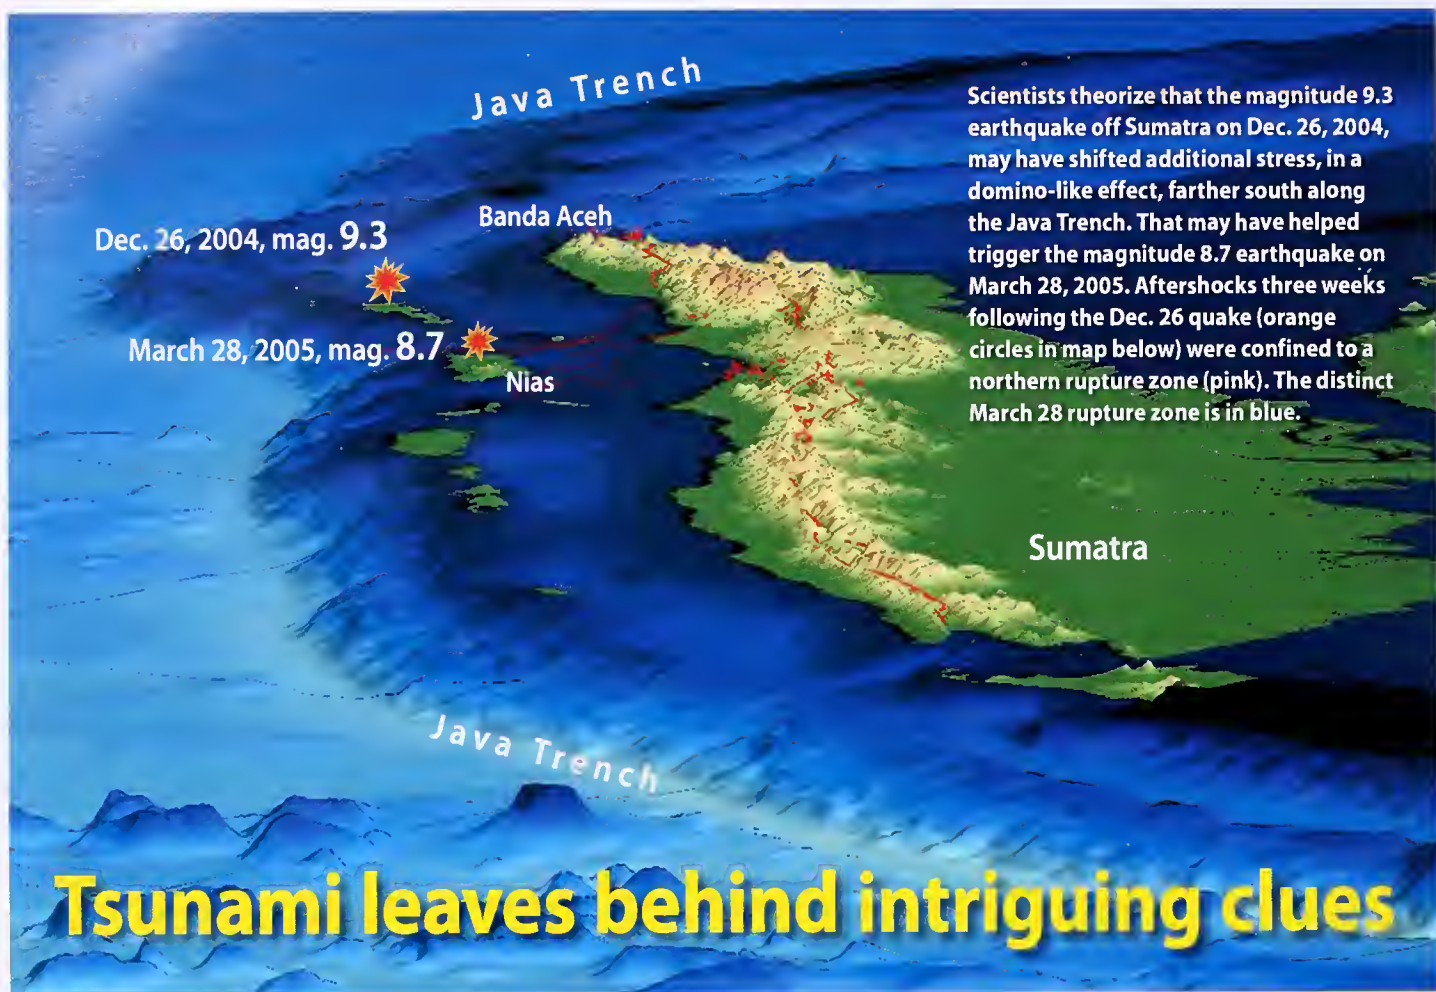 Java Trench
Scientists theorize that the magnitude 9.3
earthquake off Sumatra on Dec. 26, 2004,
may have shifted additional stress, in a
domino-like effect, farther south along
the Java Trench. That may have helped
trigger the magnitude 8.7 earthquake on
March 28, 2005. Aftershocks three weeks
following the Dec. 26 quake (orange
circles in map below) were confined to a
northern rupture zone (pink). The distinct
March 28 rupture zone is in blue.
Banda Aceh
Dec. 26, 2004, mag. 9.3
March 28, 2005, mag. 8.7
Nias
Sumatra
Java Trench
Tsunami leaves behind intriguing clues